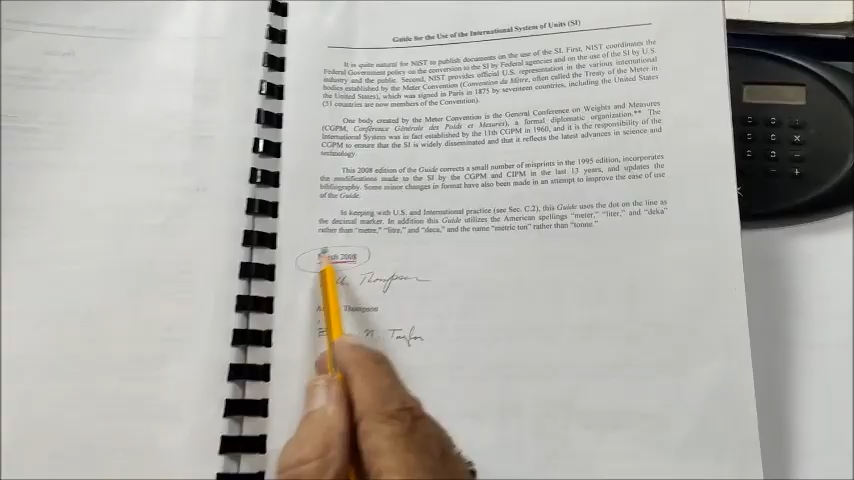 Guide for the Use of the International System of Units (SI)
It is quite natural for NIST to publish documents on the use of the SI. First, NIST coordinates the
Federal Government policy on the conversion to the SI by Federal agencies and on the use of the SI by U.S.
industry and the public. Second, NIST provides official U.S. representation in the various international
bodies established by the Meter Convention (Convention du Mètre, often called the Treaty of the Meter in
the United States), which was signed in Paris in 1875 by seventeen countries, including the United States
(51 countries are now members of the Convention).
One body created by the Meter Convention is the General Conference on Weights and Measures
(CGPM, Conférence Générale des Poids et Mesures), a formal diplomatic organization.** The
International System was in fact established by the 11th CGPM in 1960, and it is the responsibility of the
CGPM to ensure that the SI is widely disseminated and that it reflects the latest advances in science and
technology.
This 2008 edition of the Guide corrects a small number of misprints in the 1995 edition, incorporates
the modifications made to the SI by the CGPM and CIPM in the last 13 years, and updates the
bibliography. Some minor changes in format have also been made in an attempt to improve the ease of use
of the Guide.
In keeping with U.S. and International practice (see Sec. C.2), this Guide uses the dot on the line as
the decimal marker. In addition this Guide utilizes the American spellings “meter,” “liter,” and “deka”
rather than “metre,” “litre,” and “deca,” and the name “metric ton” rather than “tonne.”
2008
Thompson
Thompson
N. Taylor